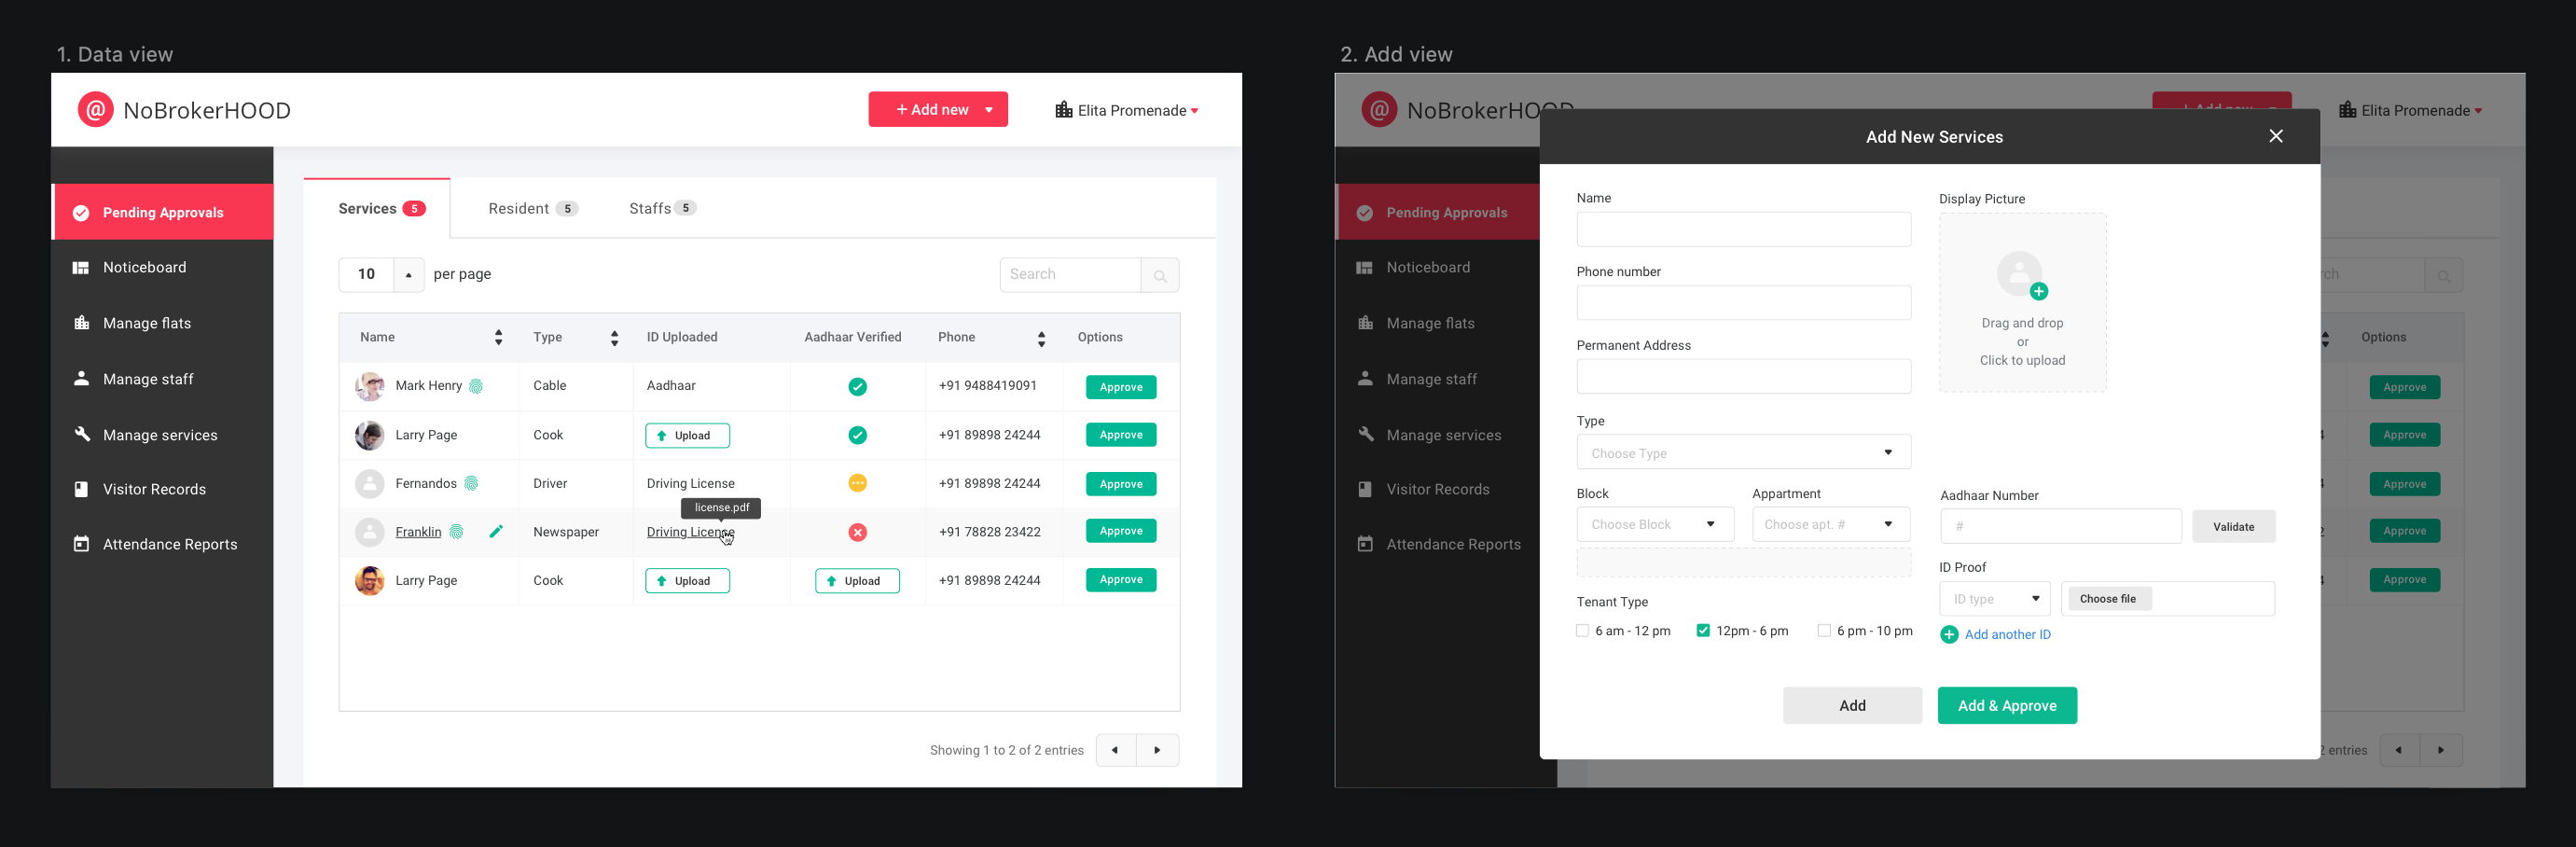 1. Data view
@ NoBrokerHOOD
+ Add new
Elita Promenade
Pending Approvals
Noticeboard
Manage flats
Manage staff
Manage services
Visitor Records
Attendance Reports
Services 5
Resident 5
Staffs 5
10 per page
Search
Name Type ID Uploaded Aadhaar Verified Phone Options
Mark Henry Cable Aadhaar +91 9488419091 Approve
Larry Page Cook Upload +91 89898 24244 Approve
Fernandos Driver Driving License +91 89898 24244 Approve
license.pdf
Franklin Newspaper Driving License +91 78828 23422 Approve
Larry Page Cook Upload Upload +91 89898 24244 Approve
Showing 1 to 2 of 2 entries
2. Add view
@ NoBrokerHOOD
+ Add new
Elita Promenade
Pending Approvals
Noticeboard
Manage flats
Manage staff
Manage services
Visitor Records
Attendance Reports
Add New Services
Name
Phone number
Permanent Address
Type
Choose Type
Block
Choose Block
Appartment
Choose apt. #
Tenant Type
6 am - 12 pm
12pm - 6 pm
6 pm - 10 pm
Display Picture
Drag and drop
or
Click to upload
Aadhaar Number
#
Validate
ID Proof
ID type
Choose file
Add another ID
Add
Add & Approve
Options
Approve
Approve
Approve
Approve
Approve
2 entries